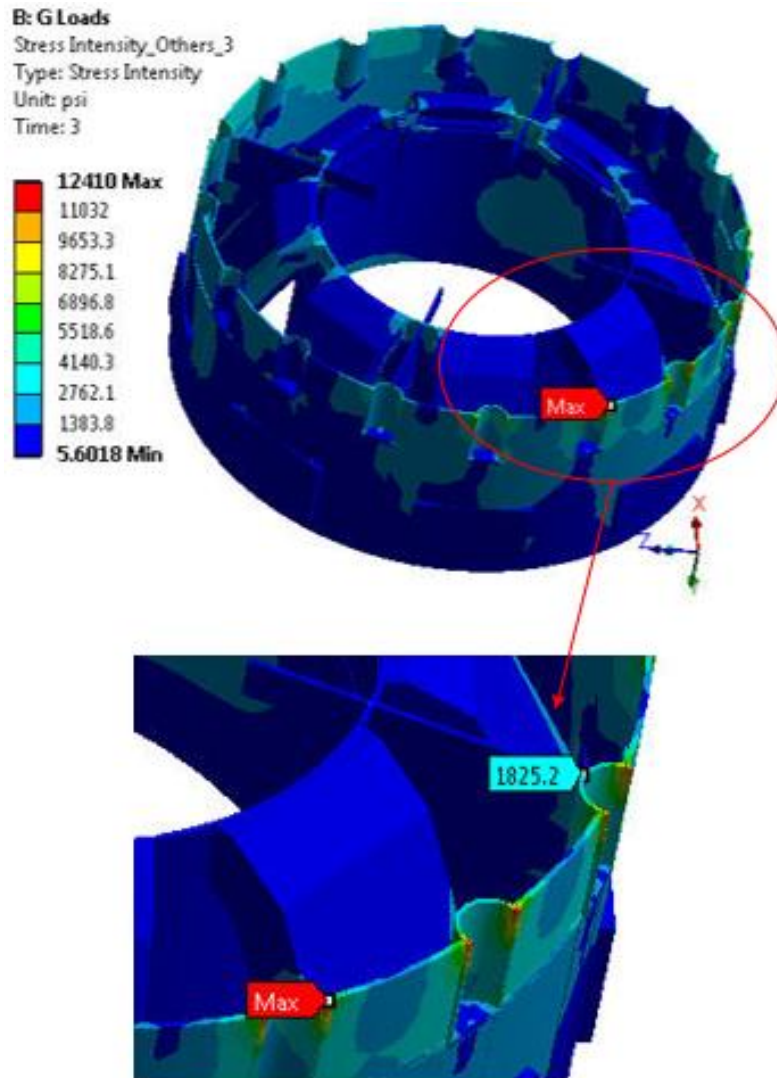 B: G Loads
Stress Intensity_Others_3
Type: Stress Intensity
Unit: psi
Time: 3
12410 Max
11032
9653.3
8275.1
6896.8
5518.6
4140.3
2762.1
1383.8
5.6018 Min
Max
X
Z
Y
1825.2
Max